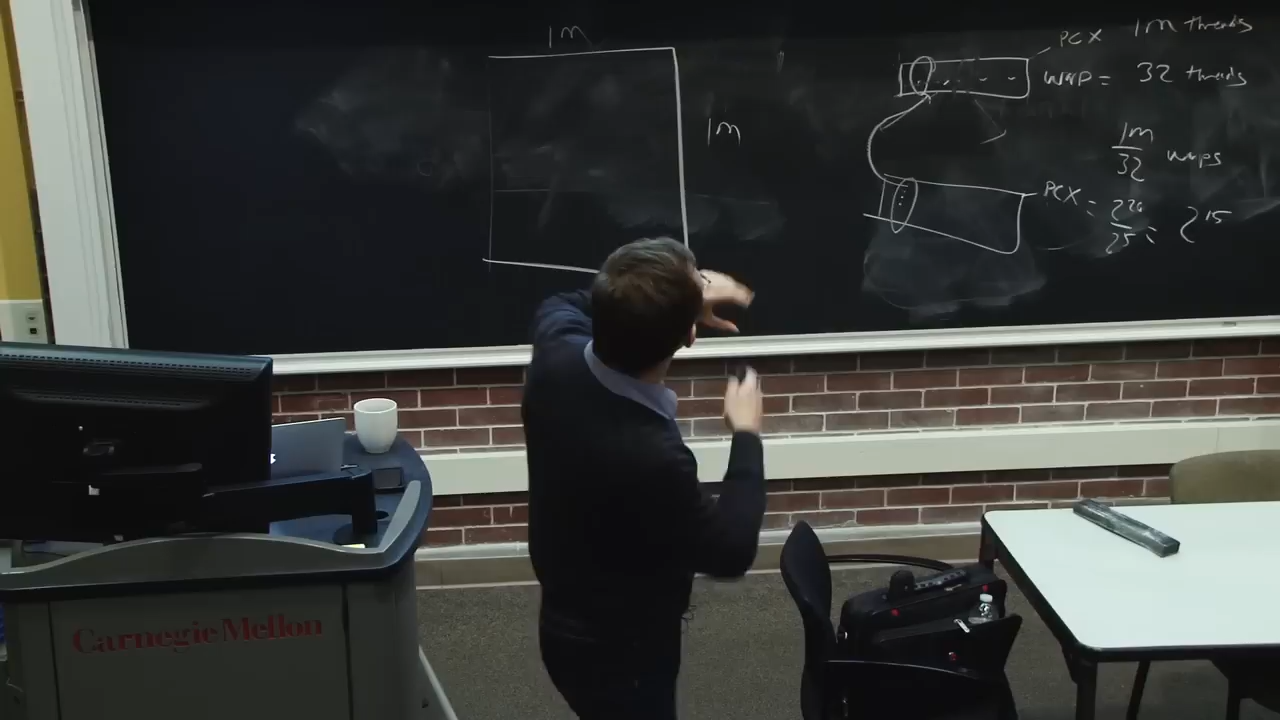 1M
1M
PCX 1M threads
warp = 32 threads
1M
32 warps
PCX = 2^20
2^5 = 2^15
Carnegie Mellon